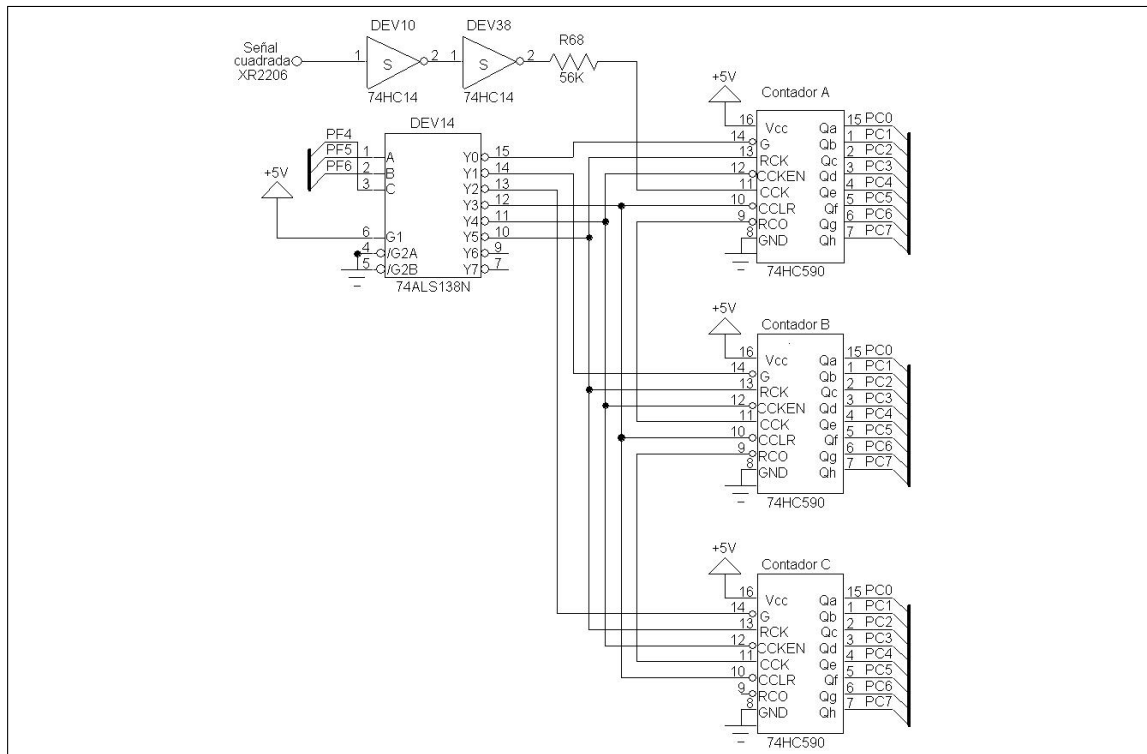 DEV10
DEV38
R68
Señal
cuadrada
XR2206
1
S
2
1
S
2
56K
74HC14
74HC14
DEV14
PF4
PF5
PF6
+5V
1 A
2 B
3 C
6 G1
4 /G2A
5 /G2B
Y0 15
Y1 14
Y2 13
Y3 12
Y4 11
Y5 10
Y6 9
Y7 7
74ALS138N
+5V
Contador A
16 Vcc Qa 15 PC0
14 G Qb 1 PC1
13 RCK Qc 2 PC2
12 CCKEN Qd 3 PC3
11 CCK Qe 4 PC4
10 CCLR Qf 5 PC5
9 RCO Qg 6 PC6
8 GND Qh 7 PC7
74HC590
+5V
Contador B
16 Vcc Qa 15 PC0
14 G Qb 1 PC1
13 RCK Qc 2 PC2
12 CCKEN Qd 3 PC3
11 CCK Qe 4 PC4
10 CCLR Qf 5 PC5
9 RCO Qg 6 PC6
8 GND Qh 7 PC7
74HC590
+5V
Contador C
16 Vcc Qa 15 PC0
14 G Qb 1 PC1
13 RCK Qc 2 PC2
12 CCKEN Qd 3 PC3
11 CCK Qe 4 PC4
10 CCLR Qf 5 PC5
9 RCO Qg 6 PC6
8 GND Qh 7 PC7
74HC590